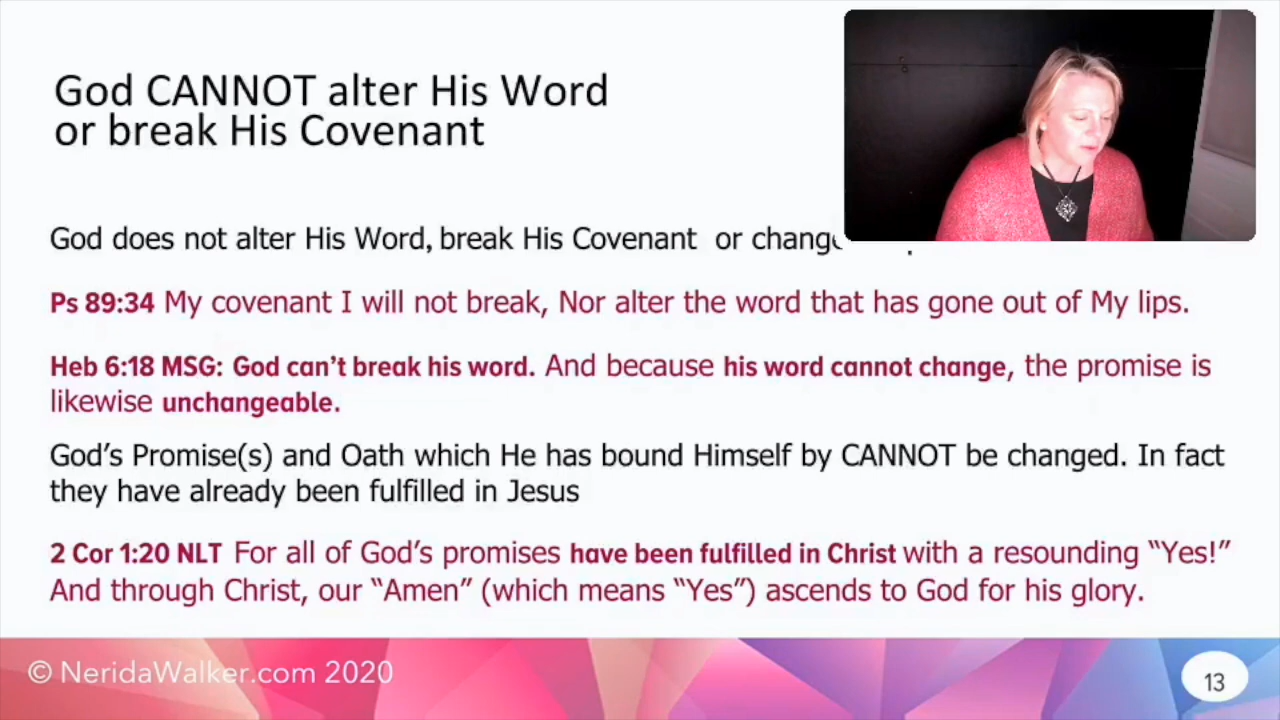 God CANNOT alter His Word
or break His Covenant
God does not alter His Word, break His Covenant or change
Ps 89:34 My covenant I will not break, Nor alter the word that has gone out of My lips.
Heb 6:18 MSG: God can’t break his word. And because his word cannot change, the promise is
likewise unchangeable.
God’s Promise(s) and Oath which He has bound Himself by CANNOT be changed. In fact
they have already been fulfilled in Jesus
2 Cor 1:20 NLT For all of God’s promises have been fulfilled in Christ with a resounding “Yes!”
And through Christ, our “Amen” (which means “Yes”) ascends to God for his glory.
© NeridaWalker.com 2020
13